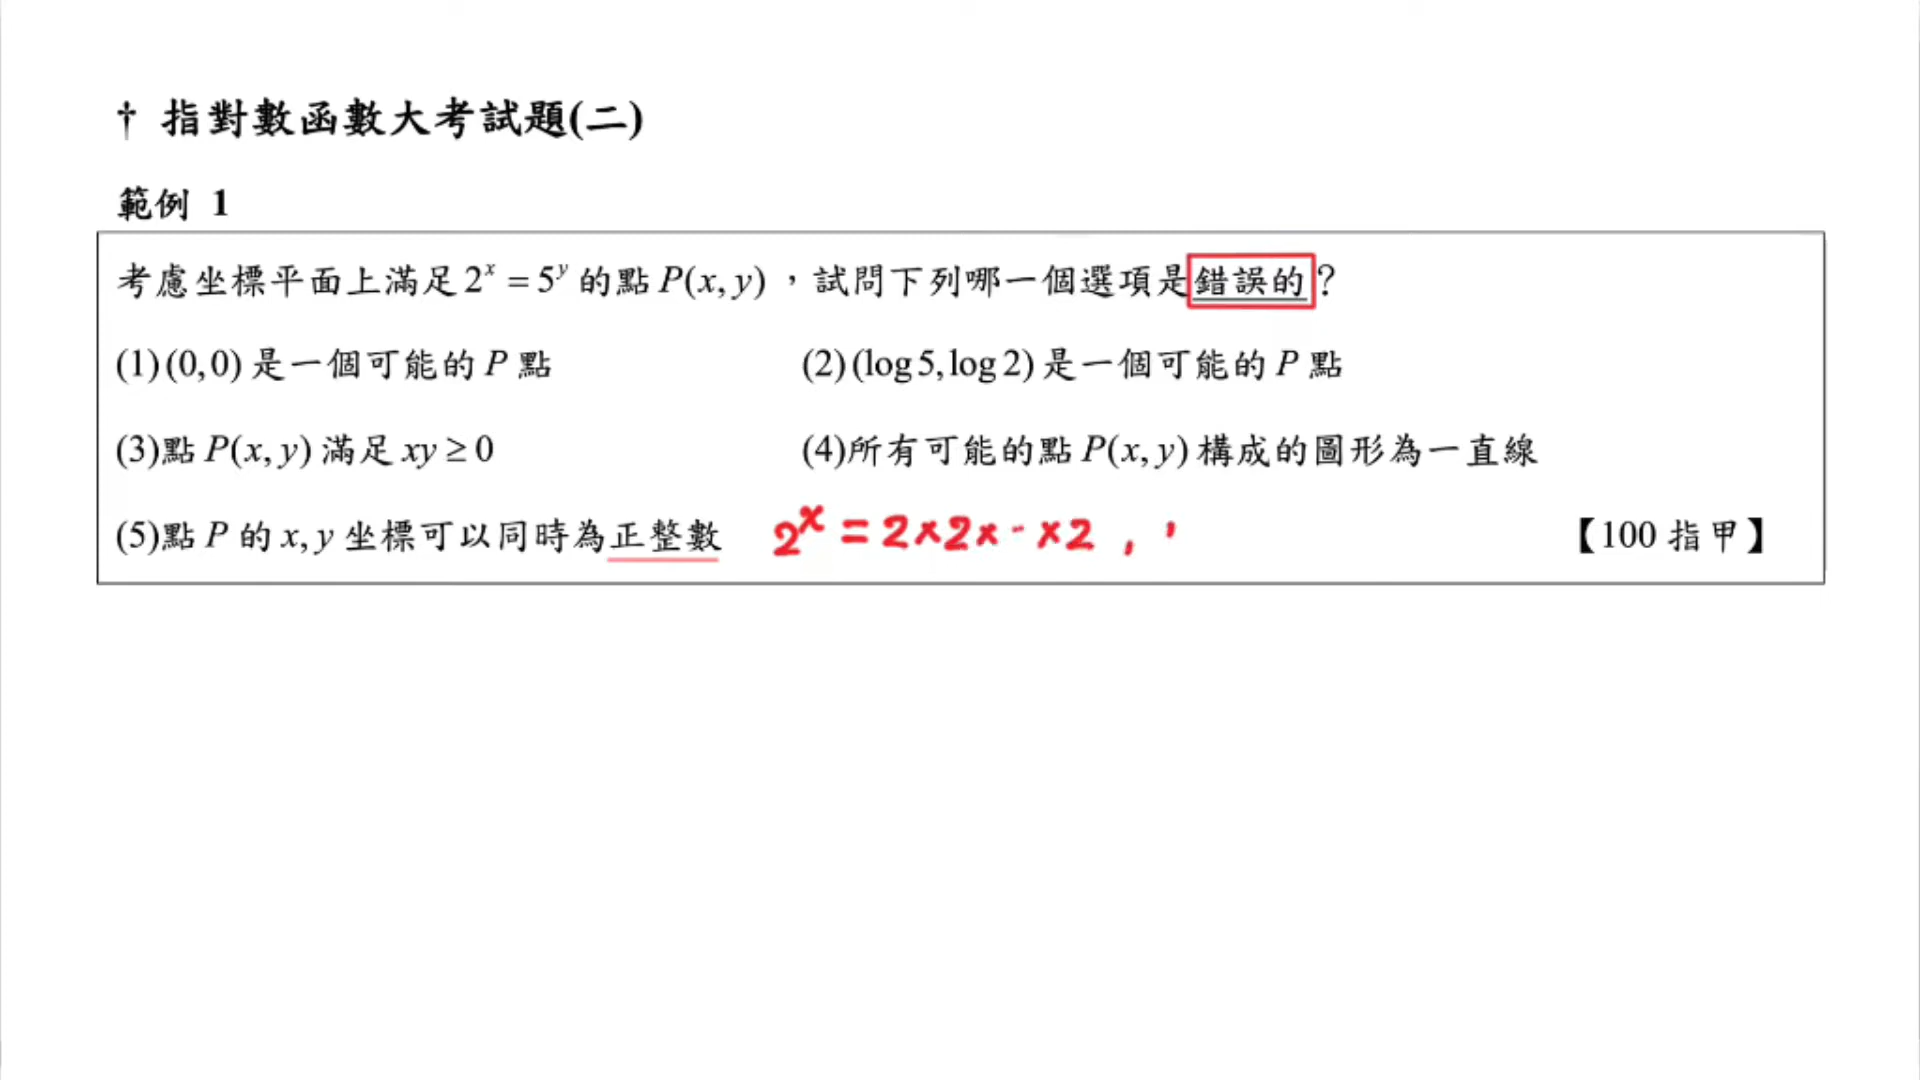 † 指對數函數大考試題(二)
範例 1
考慮坐標平面上滿足 2^x = 5^y 的點 P(x, y)，試問下列哪一個選項是錯誤的？
(1) (0,0) 是一個可能的 P 點 (2) (log5, log2) 是一個可能的 P 點
(3)點 P(x, y) 滿足 xy ≥ 0 (4)所有可能的點 P(x, y) 構成的圖形為一直線
(5)點 P 的 x, y 坐標可以同時為正整數 2^x = 2×2×-×2 , 【100 指甲】